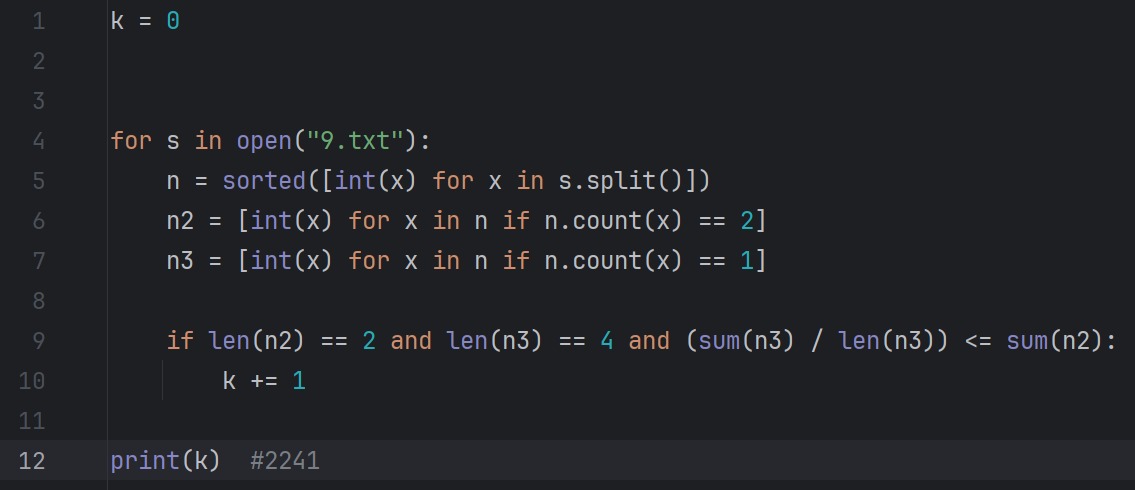 1 k = 0
2
3
4 for s in open("9.txt"):
5     n = sorted([int(x) for x in s.split()])
6     n2 = [int(x) for x in n if n.count(x) == 2]
7     n3 = [int(x) for x in n if n.count(x) == 1]
8
9     if len(n2) == 2 and len(n3) == 4 and (sum(n3) / len(n3)) <= sum(n2):
10         k += 1
11
12 print(k)  #2241